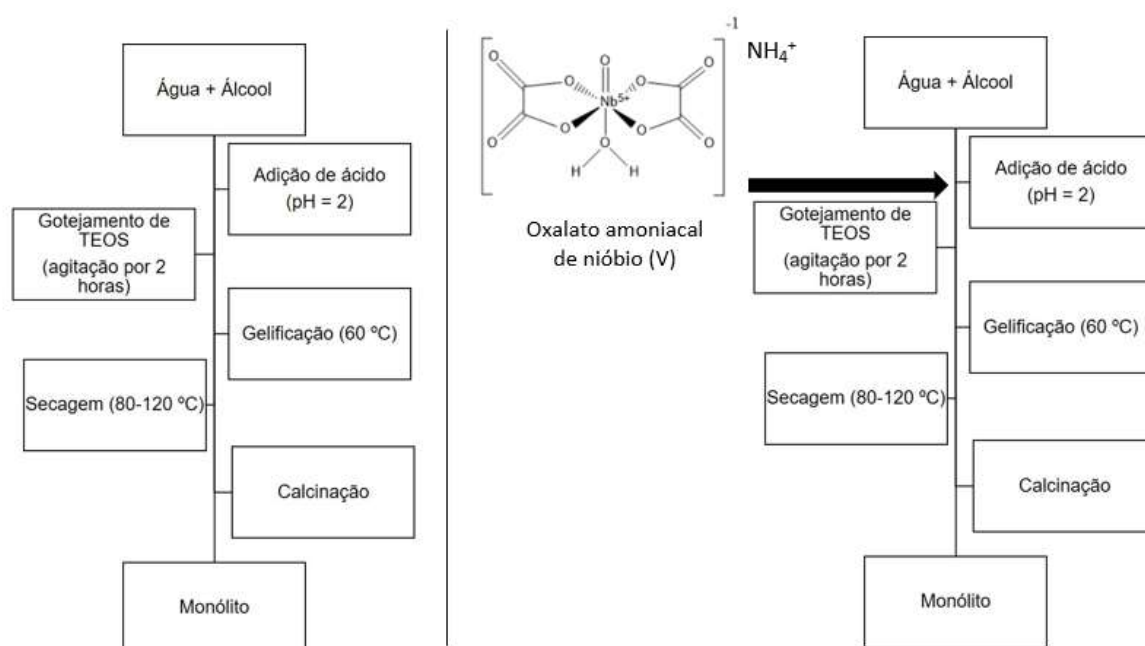 Água + Álcool
Adição de ácido
(pH = 2)
Gotejamento de
TEOS
(agitação por 2
horas)
Gelificação (60 ºC)
Secagem (80-120 ºC)
Calcinação
Monólito
-1
NH₄⁺
O
O
O
O
O
Nb⁵⁺
O
O
O
O
O
H
H
Oxalato amoniacal
de nióbio (V)
Água + Álcool
Adição de ácido
(pH = 2)
Gotejamento de
TEOS
(agitação por 2
horas)
Gelificação (60 ºC)
Secagem (80-120 ºC)
Calcinação
Monólito